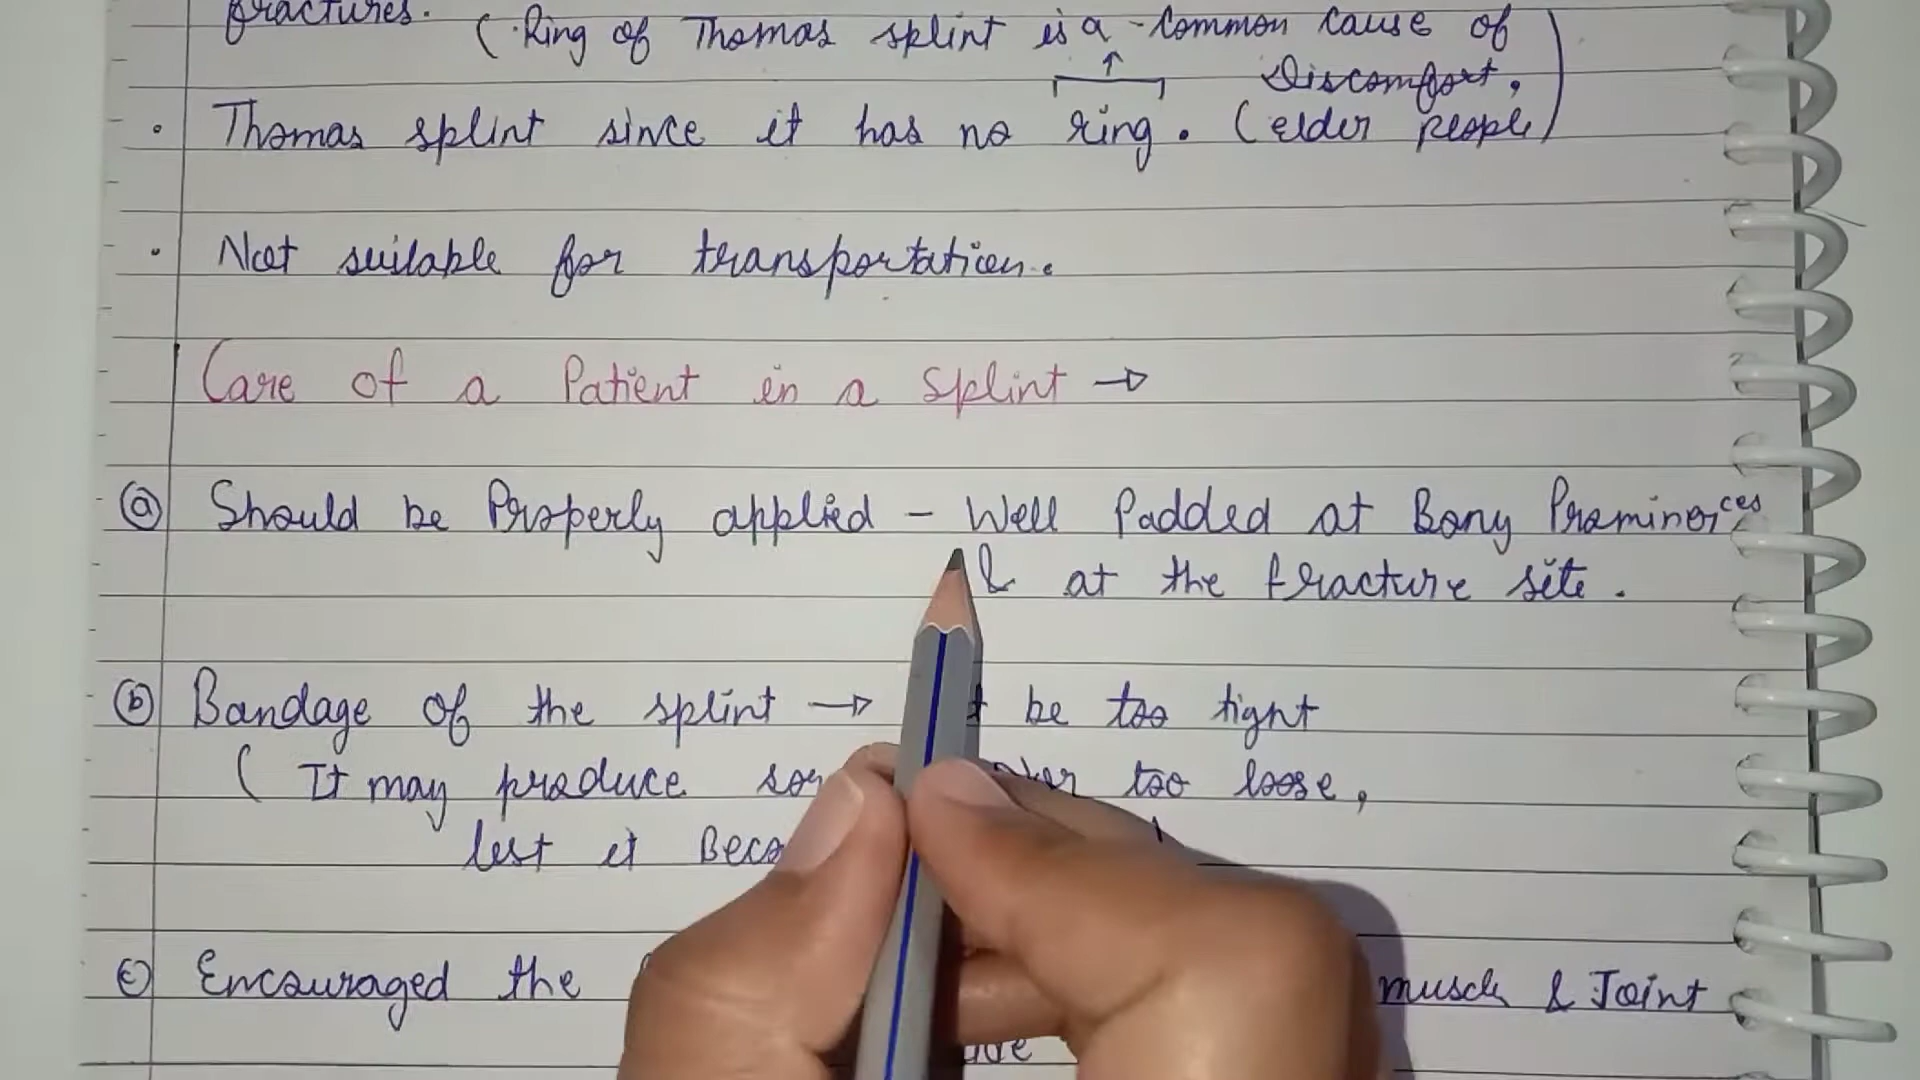 fractures. (Ring of Thomas splint is a common cause of
Discomfort,
• Thomas splint since it has no ring. (elder people)
• Not suitable for transportation.
Care of a Patient in a Splint →
(a) Should be Properly applied - Well Padded at Bony Prominences
& at the fracture site.
(b) Bandage of the splint → be too tight
( It may produce too loose,
lest it
(c) Encouraged the muscle & Joint